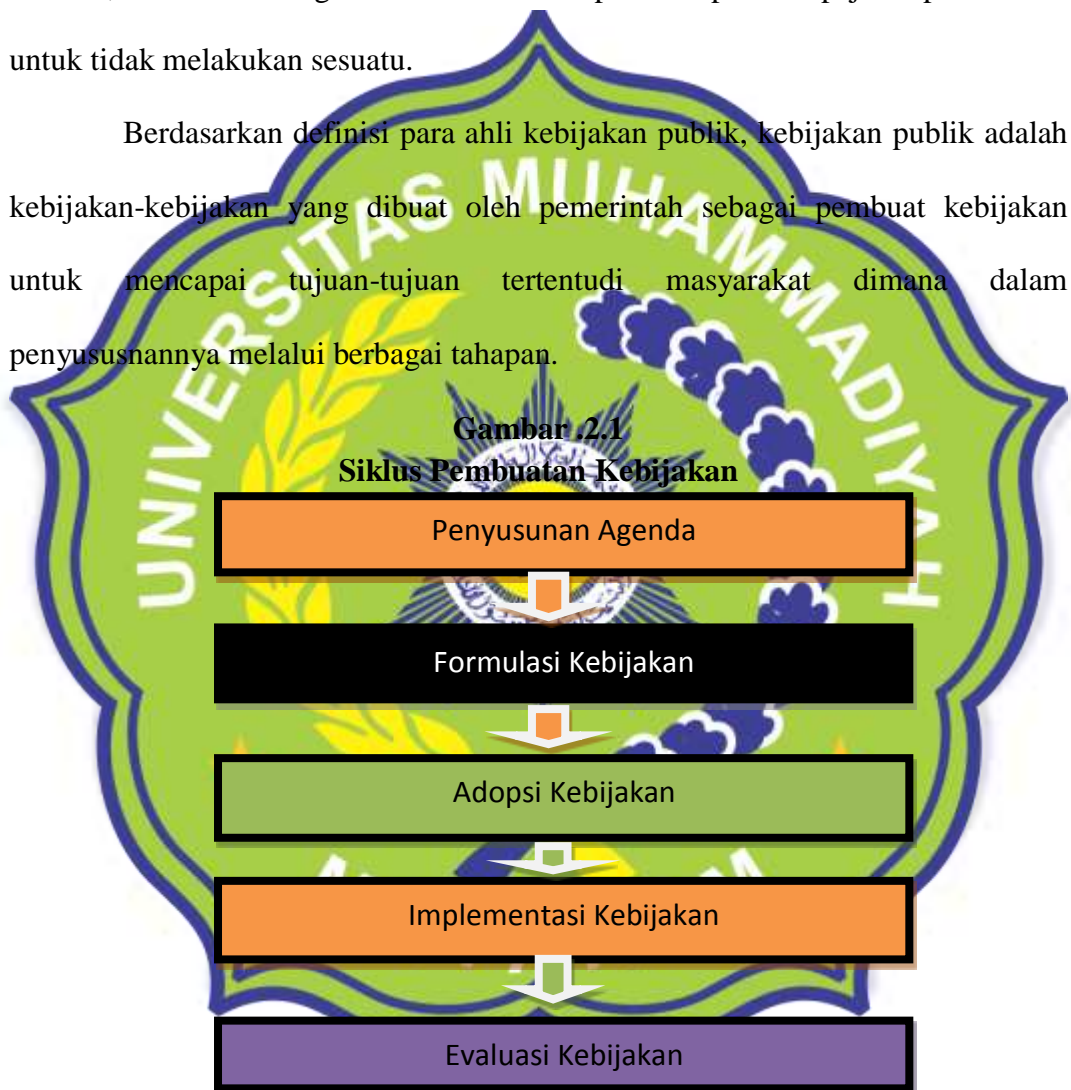 untuk tidak melakukan sesuatu.
Berdasarkan definisi para ahli kebijakan publik, kebijakan publik adalah
kebijakan-kebijakan yang dibuat oleh pemerintah sebagai pembuat kebijakan
untuk mencapai tujuan-tujuan tertentudi masyarakat dimana dalam
penyususnannya melalui berbagai tahapan.
Gambar .2.1
Siklus Pembuatan Kebijakan
Penyusunan Agenda
Formulasi Kebijakan
Adopsi Kebijakan
Implementasi Kebijakan
Evaluasi Kebijakan
UNIVERSITAS MUHAMMADIYAH